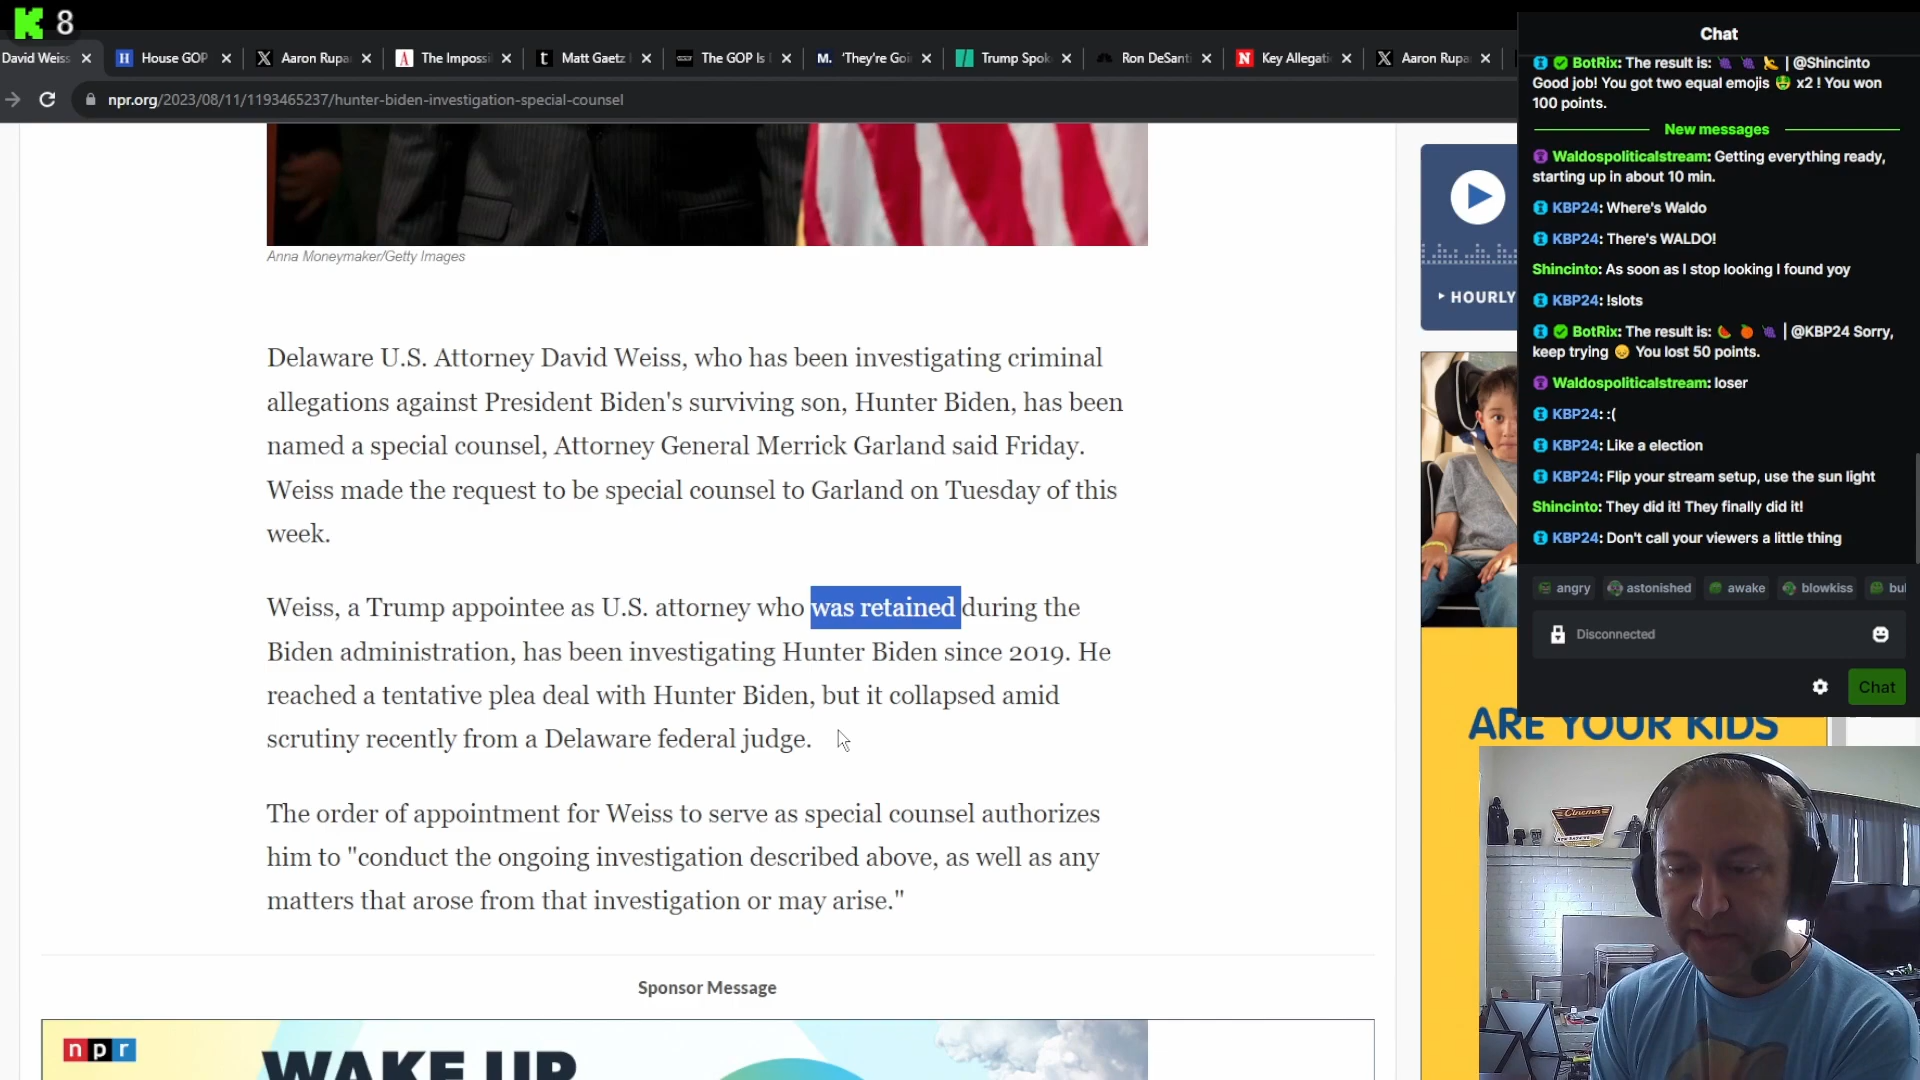 8
David Weiss
House GOP
Aaron Rupa
The Impossi
Matt Gaetz
The GOP Is
M. 'They're Goi
Trump Spok
Ron DeSanti
Key Allegati
Aaron Rupa
npr.org/2023/08/11/1193465237/hunter-biden-investigation-special-counsel
Anna Moneymaker/Getty Images
Delaware U.S. Attorney David Weiss, who has been investigating criminal
allegations against President Biden's surviving son, Hunter Biden, has been
named a special counsel, Attorney General Merrick Garland said Friday.
Weiss made the request to be special counsel to Garland on Tuesday of this
week.
Weiss, a Trump appointee as U.S. attorney who was retained during the
Biden administration, has been investigating Hunter Biden since 2019. He
reached a tentative plea deal with Hunter Biden, but it collapsed amid
scrutiny recently from a Delaware federal judge.
The order of appointment for Weiss to serve as special counsel authorizes
him to "conduct the ongoing investigation described above, as well as any
matters that arose from that investigation or may arise."
Sponsor Message
npr
WAKE UP
HOURLY
ARE YOUR KIDS
Chat
BotRix: The result is: 🍇 🍇 🍌 | @Shincinto
Good job! You got two equal emojis 🤑 x2 ! You won
100 points.
New messages
Waldospoliticalstream: Getting everything ready,
starting up in about 10 min.
KBP24: Where's Waldo
KBP24: There's WALDO!
Shincinto: As soon as I stop looking I found yoy
KBP24: !slots
BotRix: The result is: 🍉 🍊 🍇 | @KBP24 Sorry,
keep trying 😞 You lost 50 points.
Waldospoliticalstream: loser
KBP24: :(
KBP24: Like a election
KBP24: Flip your stream setup, use the sun light
Shincinto: They did it! They finally did it!
KBP24: Don't call your viewers a little thing
angry
astonished
awake
blowkiss
bul
Disconnected
Chat
Cinema